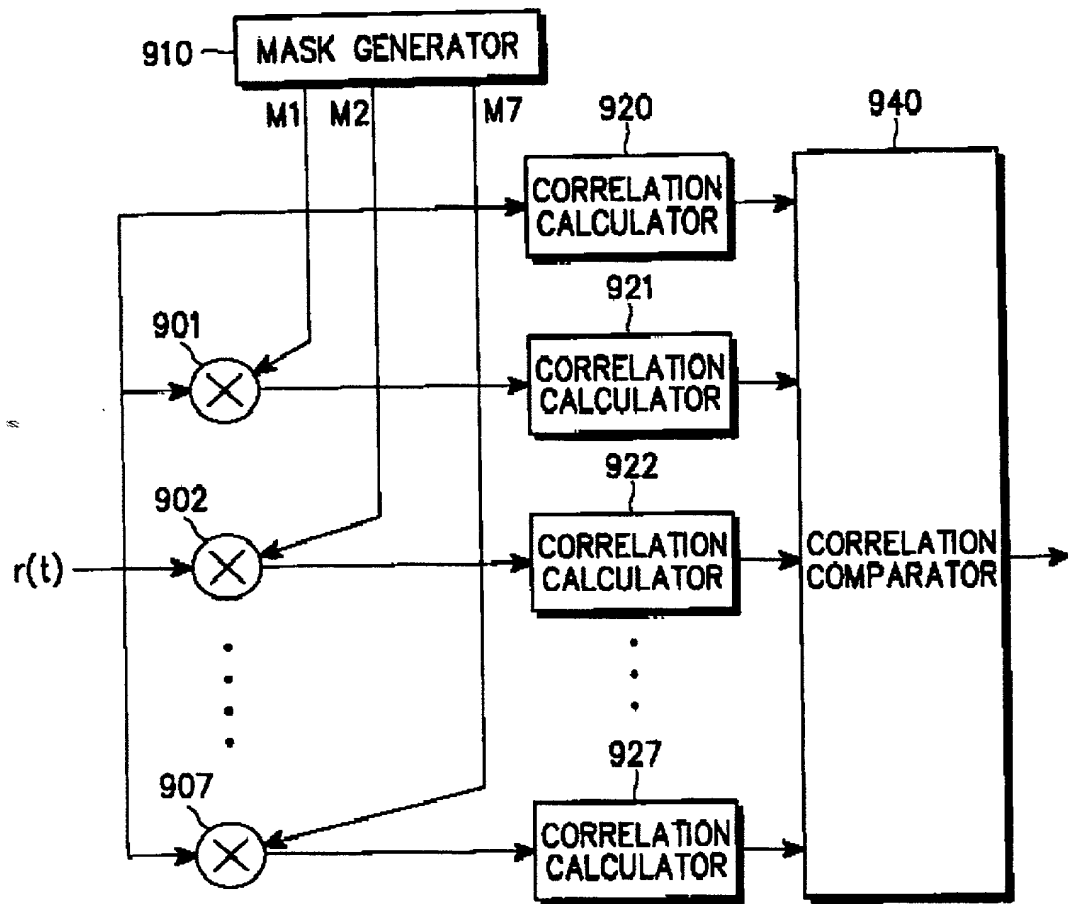 910
MASK GENERATOR
M1 M2 M7
920
940
CORRELATION
CALCULATOR
921
901
CORRELATION
CALCULATOR
922
902
CORRELATION
CALCULATOR
r(t)
CORRELATION
COMPARATOR
927
907
CORRELATION
CALCULATOR